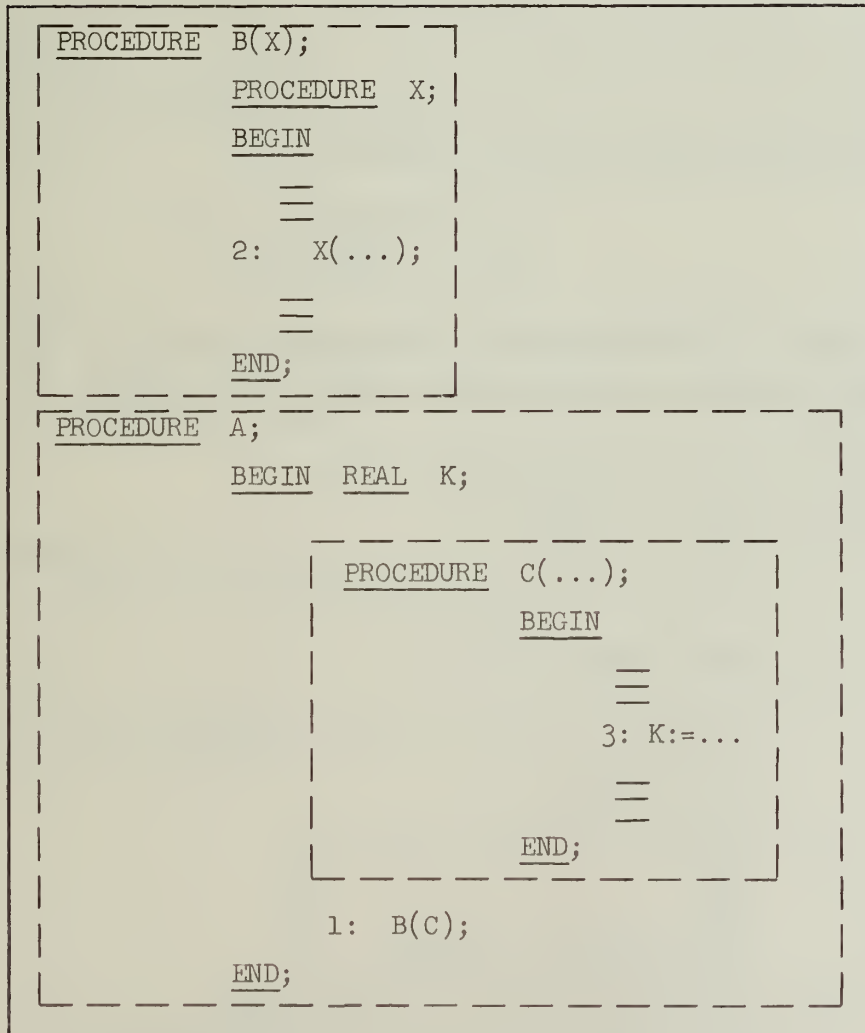 PROCEDURE B(X);
PROCEDURE X;
BEGIN
2: X(...);
END;
PROCEDURE A;
BEGIN REAL K;
PROCEDURE C(...);
BEGIN
3: K:=...
END;
1: B(C);
END;